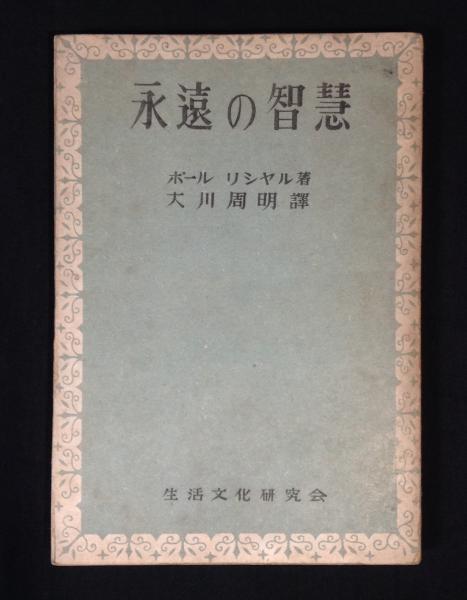 永遠の智慧
ポール リシヤル著
大川周明譯
生活文化研究会